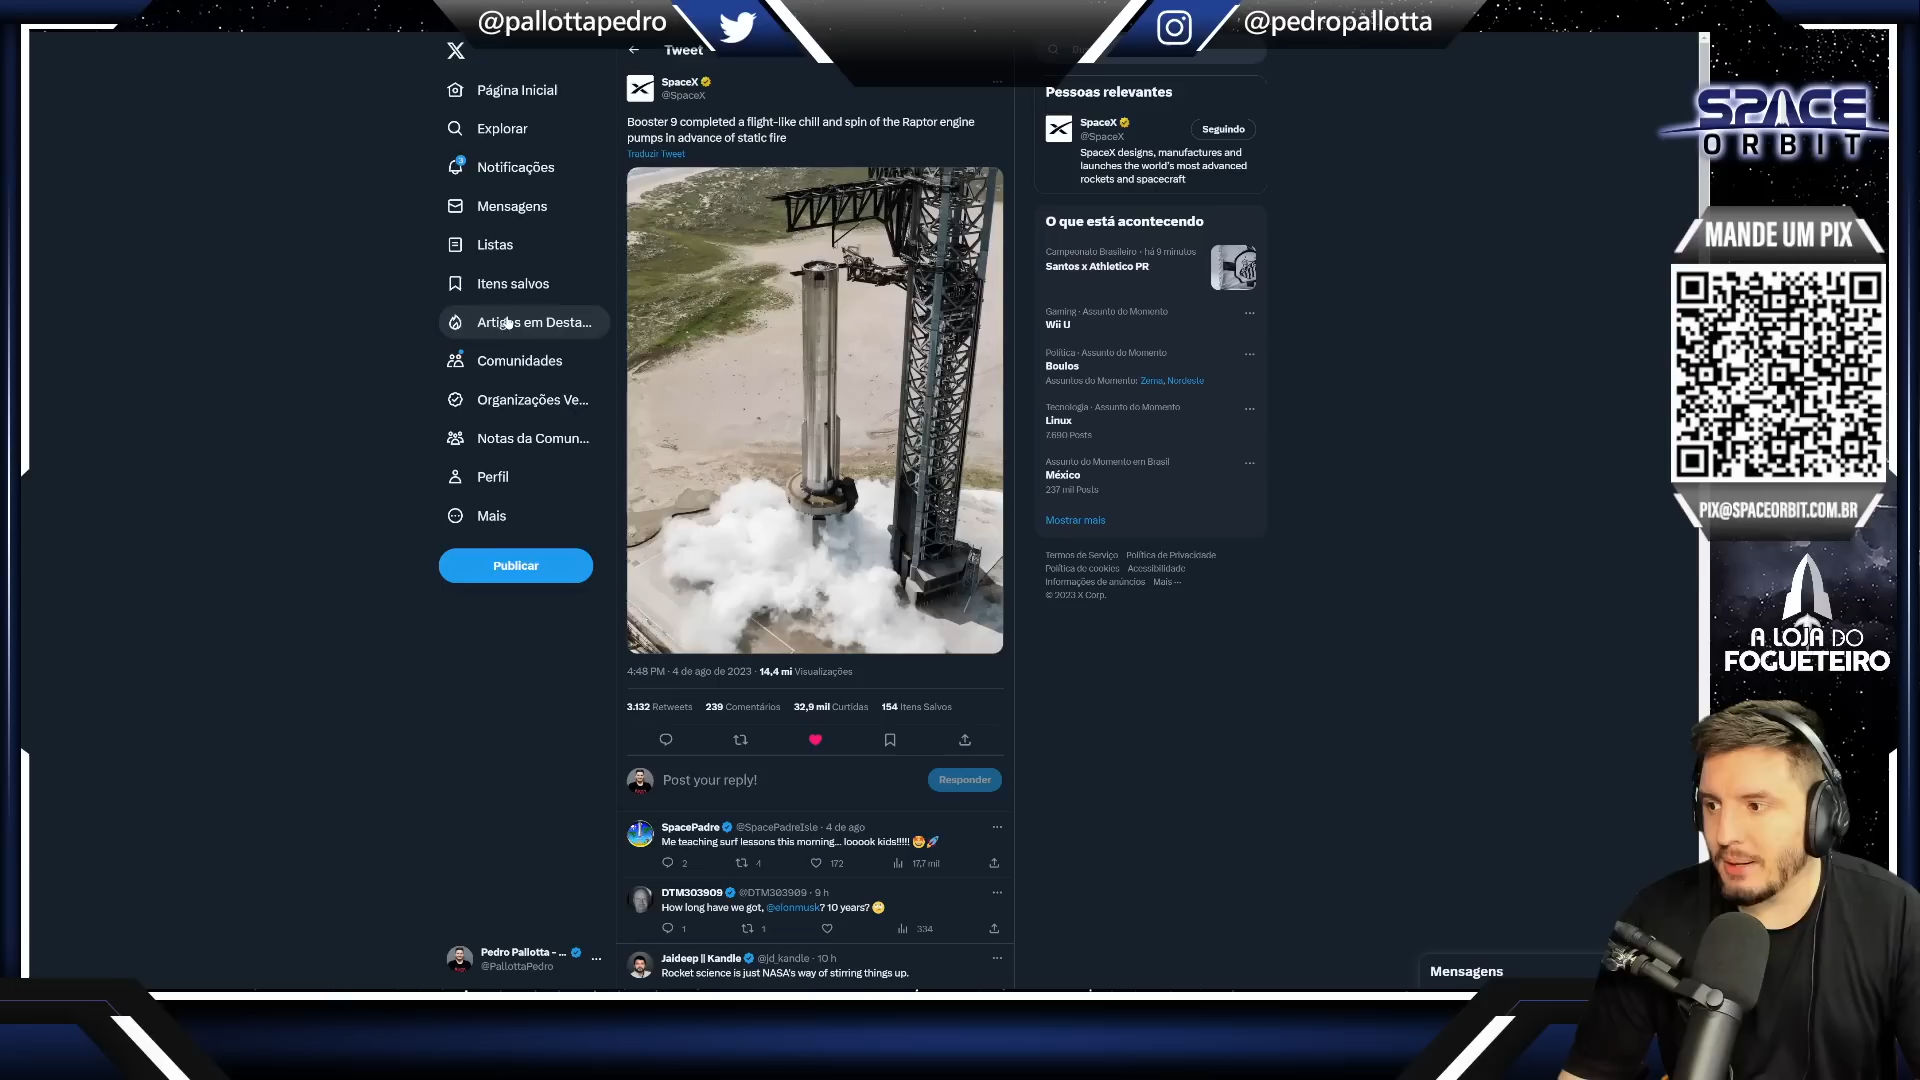 @pallottapedro
@pedropallotta
Tweet
Página Inicial
Explorar
3
Notificações
Mensagens
Listas
Itens salvos
Artigos em Desta...
Comunidades
Organizações Ve...
Notas da Comun...
Perfil
Mais
Publicar
Pedro Pallotta - ...
@PallottaPedro
SpaceX
@SpaceX
Booster 9 completed a flight-like chill and spin of the Raptor engine
pumps in advance of static fire
Traduzir Tweet
4:48 PM · 4 de ago de 2023 · 14,4 mi Visualizações
3.132 Retweets 239 Comentários 32,9 mil Curtidas 154 Itens Salvos
Post your reply!
Responder
SpacePadre @SpacePadreIsle · 4 de ago
Me teaching surf lessons this morning... looook kids!!!!! 🤩🚀
2 4 172 17,7 mil
DTM303909 @DTM303909 · 9 h
How long have we got, @elonmusk? 10 years? 🙄
1 1 334
Jaideep || Kandle @jd_kandle · 10 h
Rocket science is just NASA's way of stirring things up.
Pessoas relevantes
SpaceX
@SpaceX
Seguindo
SpaceX designs, manufactures and
launches the world's most advanced
rockets and spacecraft
O que está acontecendo
Campeonato Brasileiro · há 9 minutos
Santos x Athletico PR
Gaming · Assunto do Momento
Wii U
Política · Assunto do Momento
Boulos
Assuntos do Momento: Zema, Nordeste
Tecnologia · Assunto do Momento
Linux
7.690 Posts
Assunto do Momento em Brasil
México
237 mil Posts
Mostrar mais
Termos de Serviço Política de Privacidade
Política de cookies Acessibilidade
Informações de anúncios Mais ···
© 2023 X Corp.
Mensagens
SPACE
ORBIT
MANDE UM PIX
PIX@SPACEORBIT.COM.BR
A LOJA DO
FOGUETEIRO